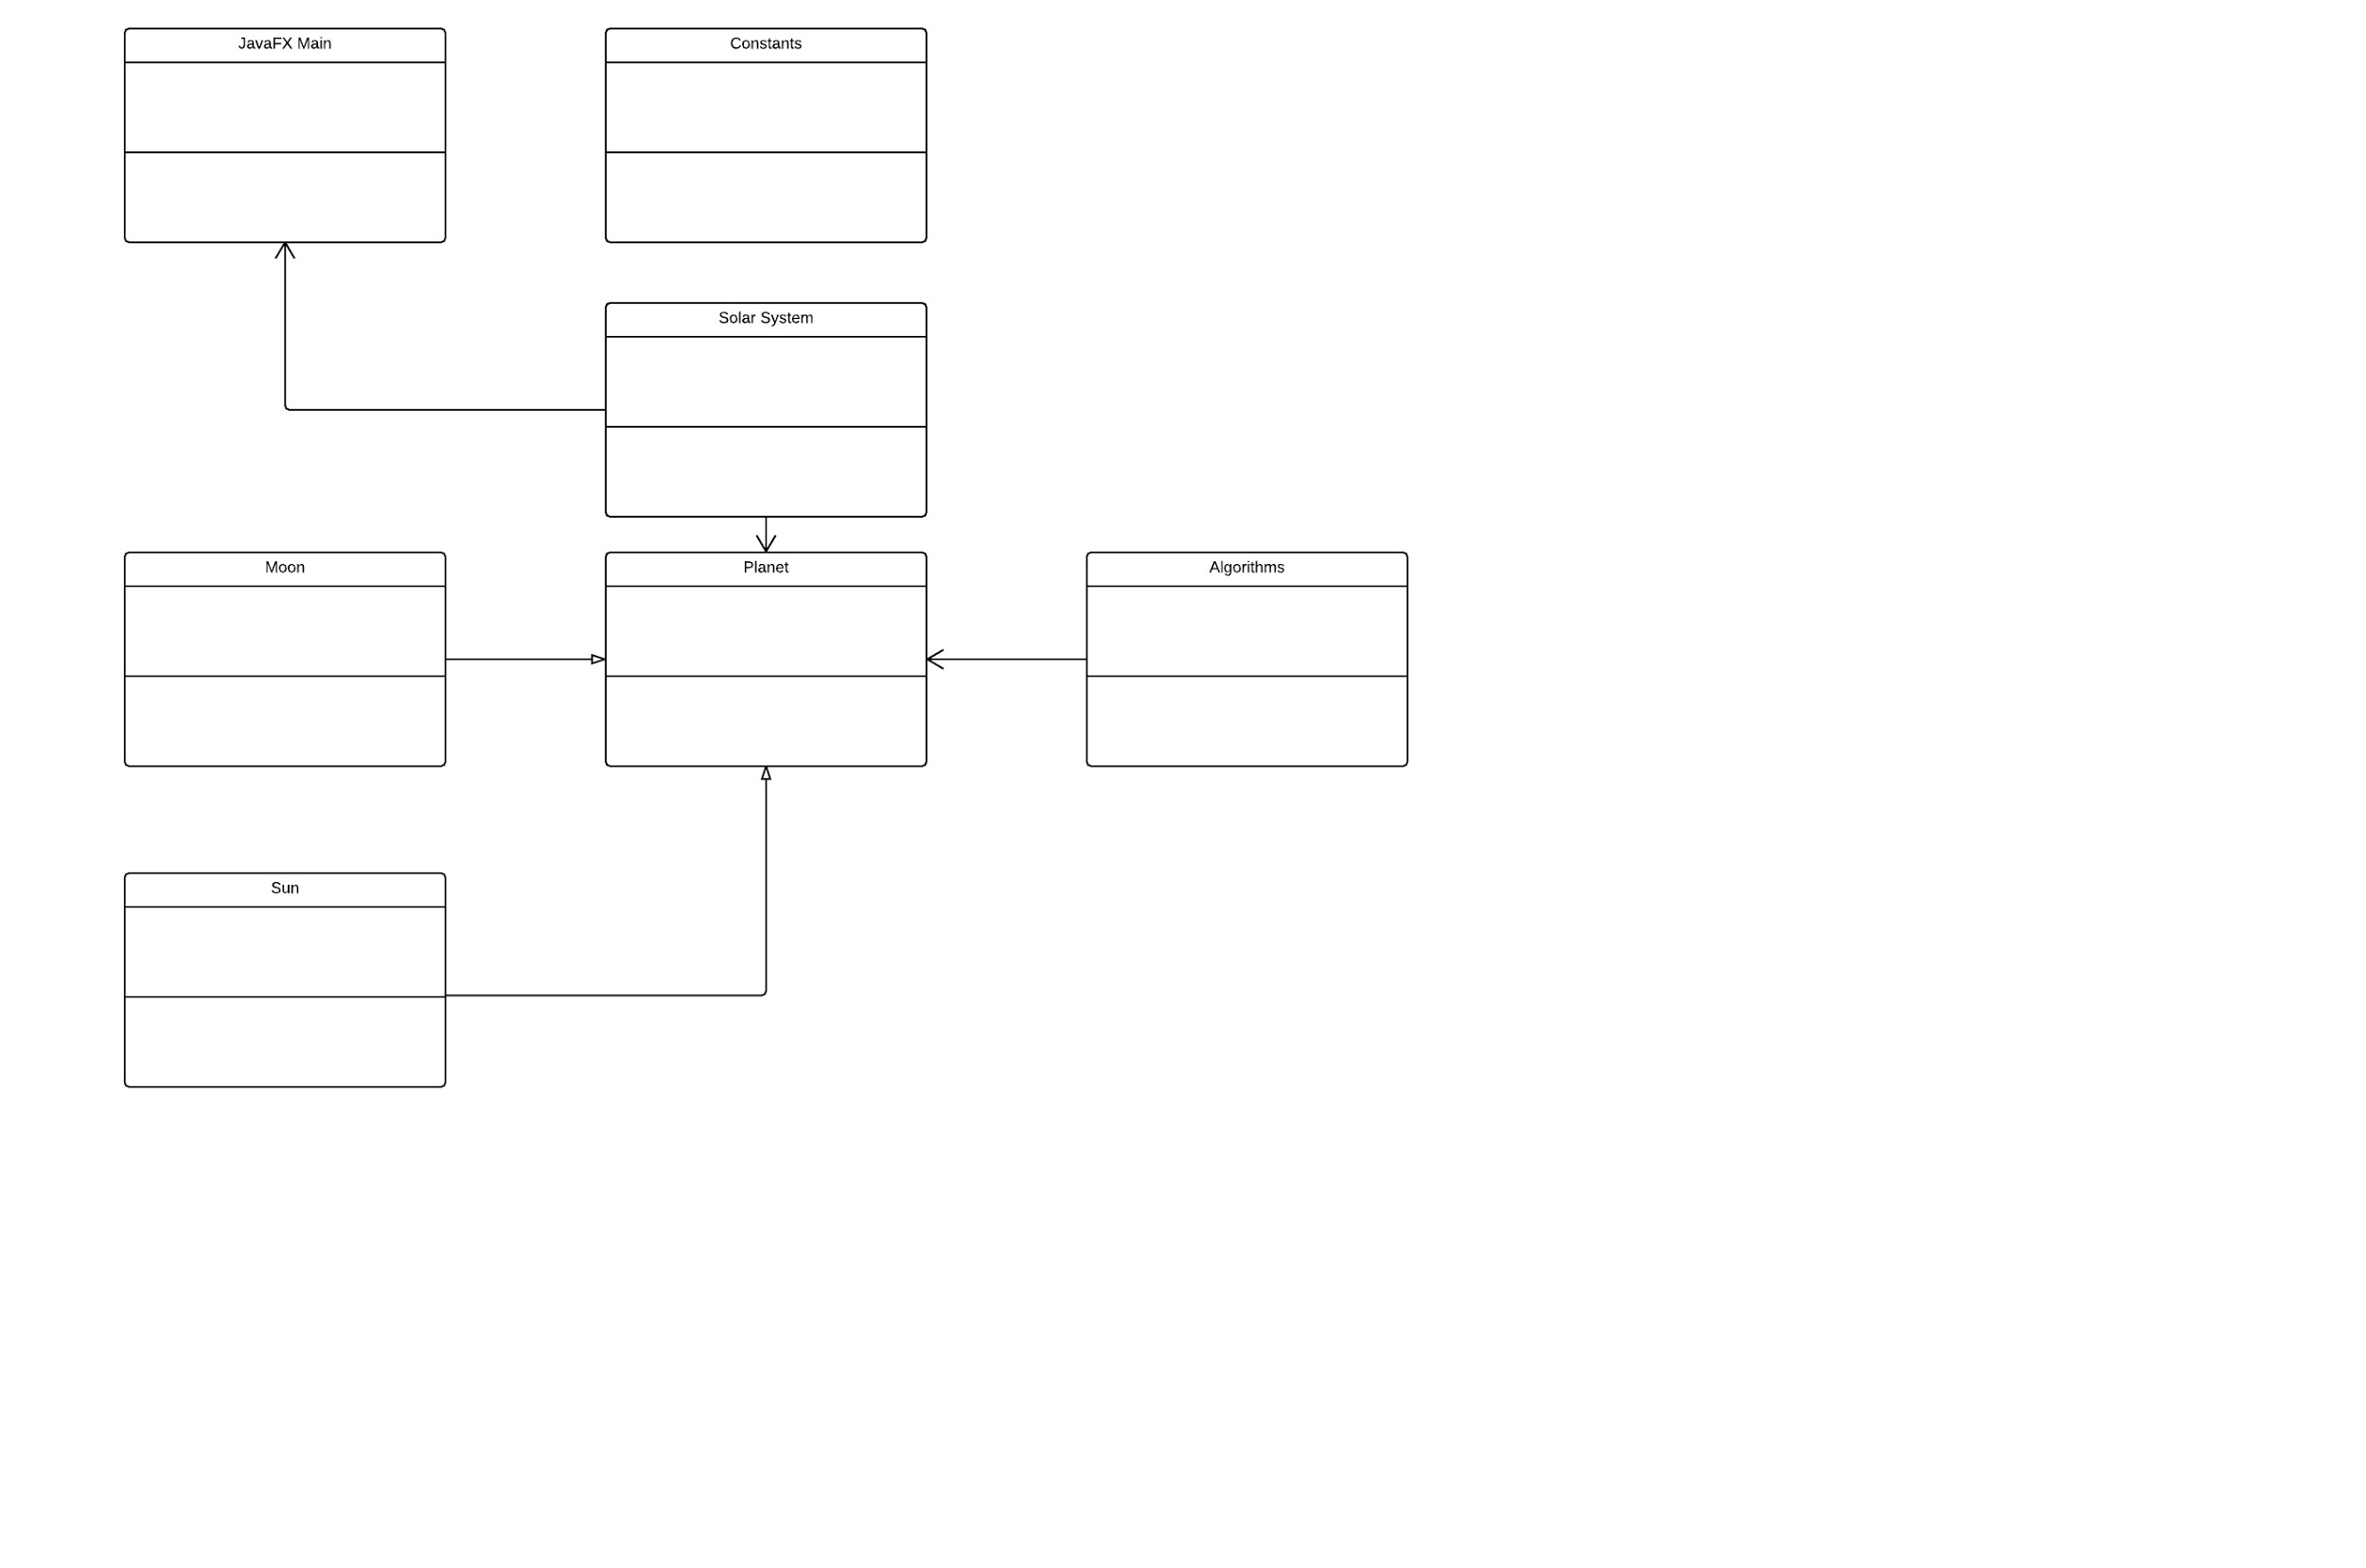 JavaFX Main
Constants
Solar System
Moon
Planet
Algorithms
Sun